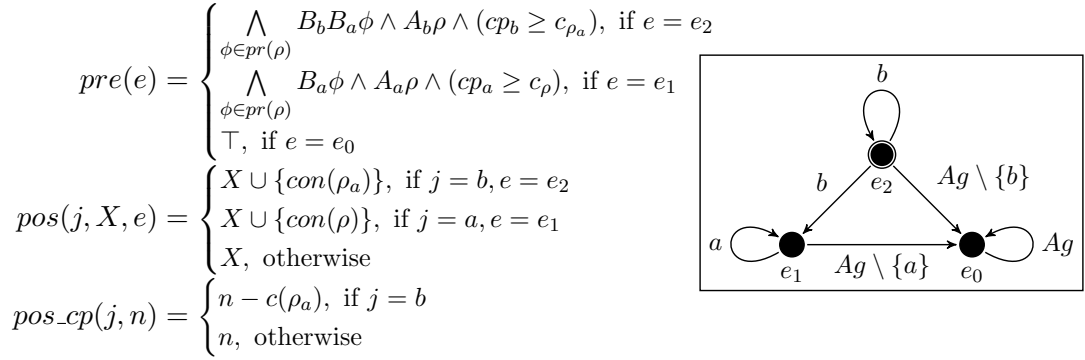 ⋀ B_b B_a ϕ ∧ A_b ρ ∧ (cp_b ≥ c_{ρ_a}), if e = e_2
ϕ∈pr(ρ)
pre(e) = { ⋀ B_a ϕ ∧ A_a ρ ∧ (cp_a ≥ c_ρ), if e = e_1
ϕ∈pr(ρ)
⊤, if e = e_0
X ∪ {con(ρ_a)}, if j = b, e = e_2
pos(j, X, e) = { X ∪ {con(ρ)}, if j = a, e = e_1
X, otherwise
pos_cp(j, n) = { n − c(ρ_a), if j = b
n, otherwise
b
b
e_2
Ag \ {b}
a
e_1
Ag \ {a}
e_0
Ag